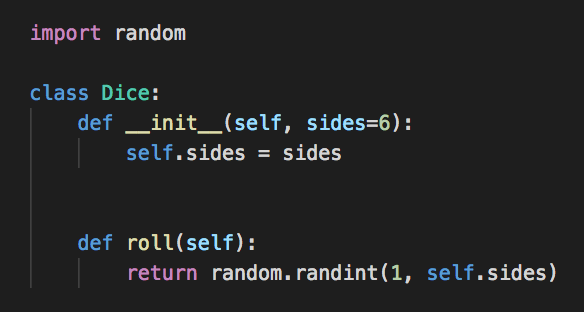 import random
class Dice:
    def __init__(self, sides=6):
        self.sides = sides
    def roll(self):
        return random.randint(1, self.sides)